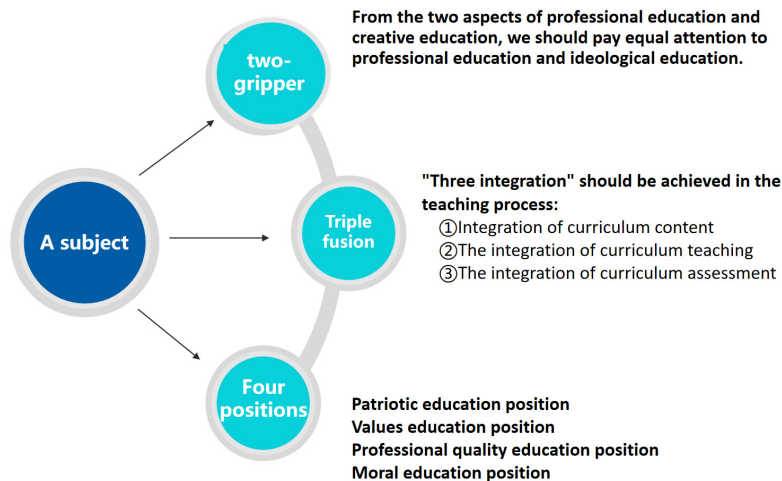 From the two aspects of professional education and
creative education, we should pay equal attention to
professional education and ideological education.
two-
gripper
"Three integration" should be achieved in the
teaching process:
①Integration of curriculum content
②The integration of curriculum teaching
③The integration of curriculum assessment
A subject
Triple
fusion
Four
positions
Patriotic education position
Values education position
Professional quality education position
Moral education position